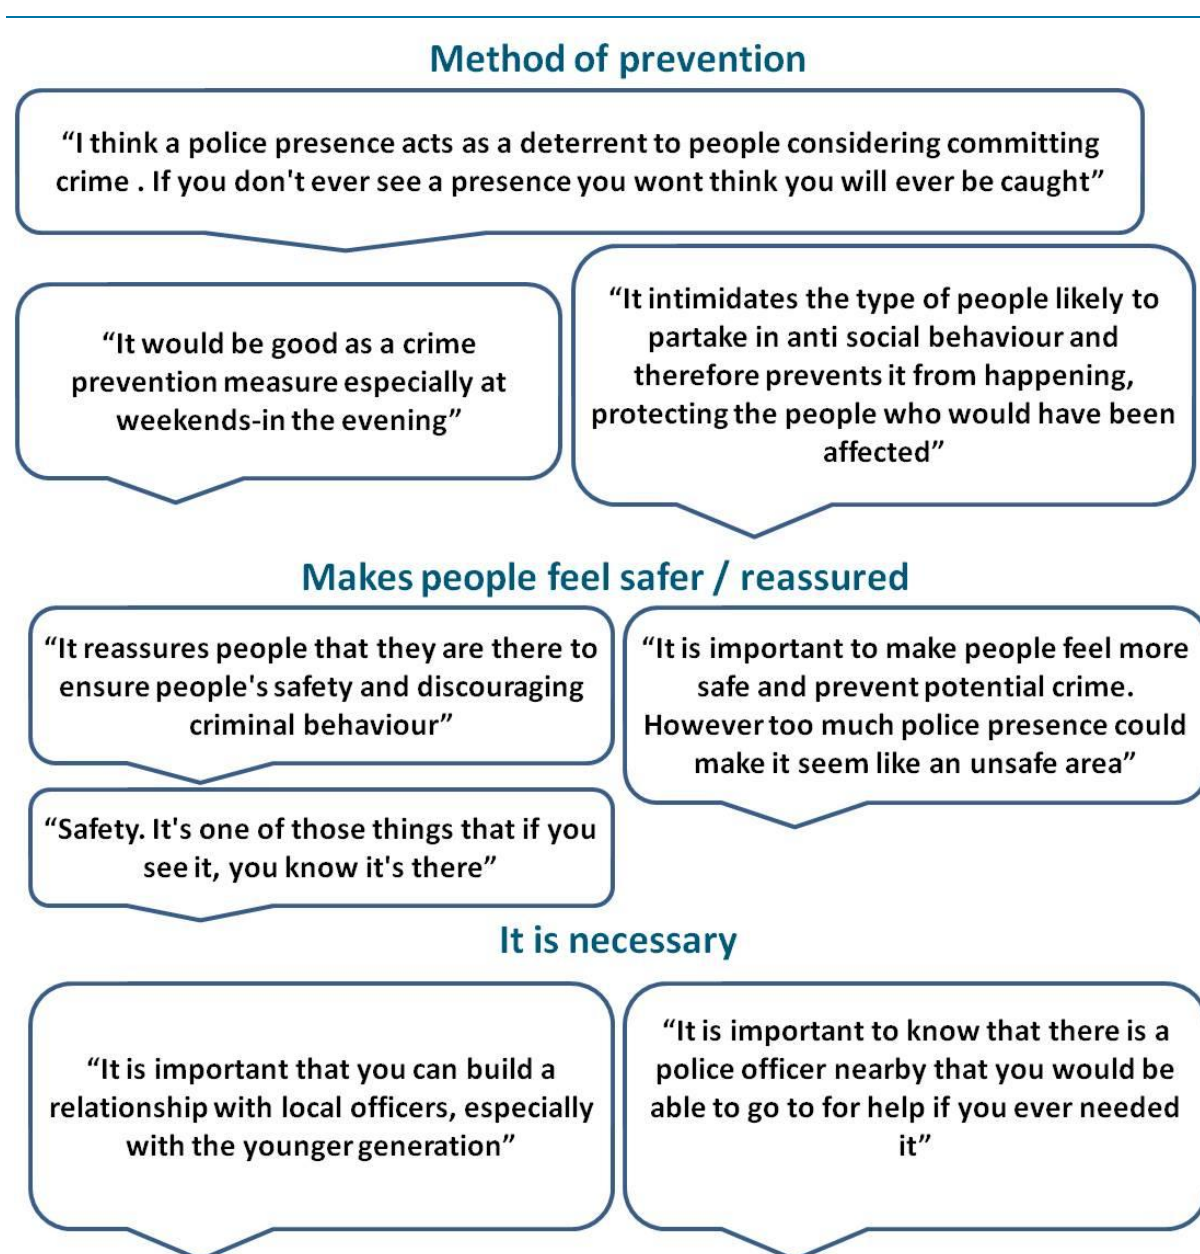 Method of prevention
“I think a police presence acts as a deterrent to people considering committing
crime . If you don't ever see a presence you wont think you will ever be caught”
“It would be good as a crime
prevention measure especially at
weekends-in the evening”
“It intimidates the type of people likely to
partake in anti social behaviour and
therefore prevents it from happening,
protecting the people who would have been
affected”
Makes people feel safer / reassured
“It reassures people that they are there to
ensure people's safety and discouraging
criminal behaviour”
“It is important to make people feel more
safe and prevent potential crime.
However too much police presence could
make it seem like an unsafe area”
“Safety. It's one of those things that if you
see it, you know it's there”
It is necessary
“It is important that you can build a
relationship with local officers, especially
with the younger generation”
“It is important to know that there is a
police officer nearby that you would be
able to go to for help if you ever needed
it”